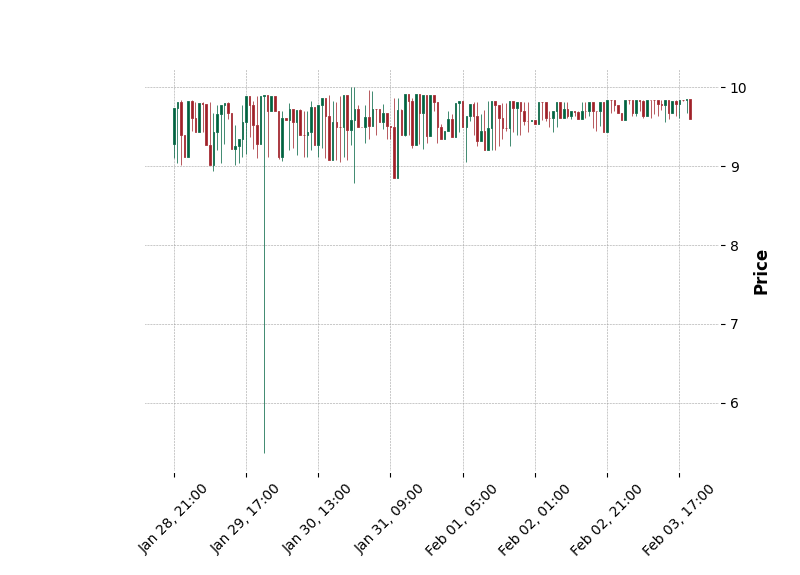 10
9
8
7
6
Price
Jan 28, 21:00
Jan 29, 17:00
Jan 30, 13:00
Jan 31, 09:00
Feb 01, 05:00
Feb 02, 01:00
Feb 02, 21:00
Feb 03, 17:00